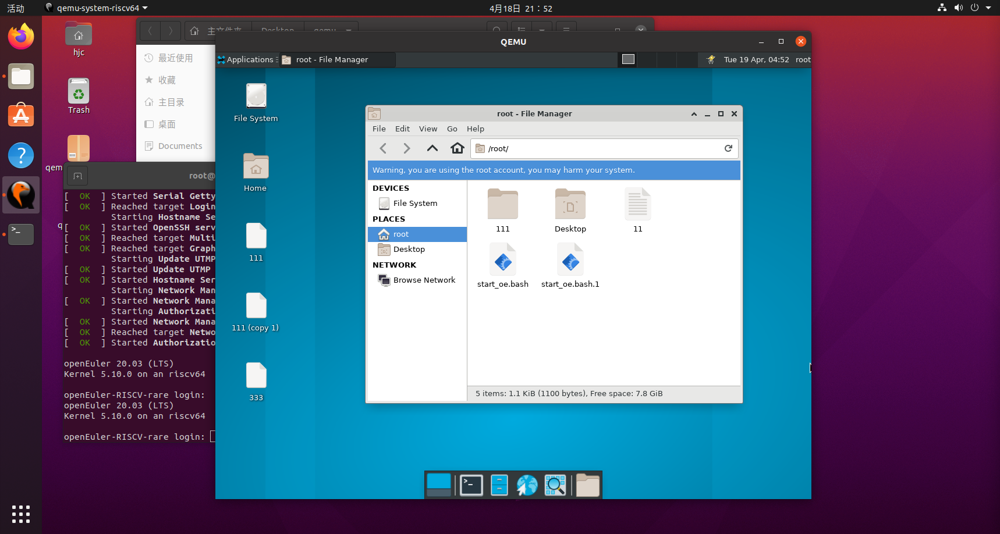 活动
qemu-system-riscv64
4月18日 21：52
hjc
Trash
qem
q
主文件夹
Desktop
qemu
最近使用
收藏
主目录
桌面
Documents
root@
[ OK ] Started Serial Getty
[ OK ] Reached target Login
Starting Hostname Se
[ OK ] Started OpenSSH serv
[ OK ] Reached target Multi
[ OK ] Reached target Graph
Starting Update UTMP
[ OK ] Started Update UTMP
[ OK ] Started Hostname Ser
Starting Network Man
[ OK ] Started Network Mana
Starting Authorizati
[ OK ] Started Network Mana
[ OK ] Reached target Netwo
[ OK ] Started Authorizatio
openEuler 20.03 (LTS)
Kernel 5.10.0 on an riscv64
openEuler-RISCV-rare login:
openEuler 20.03 (LTS)
Kernel 5.10.0 on an riscv64
openEuler-RISCV-rare login:
QEMU
Applications
root - File Manager
Tue 19 Apr, 04:52
root
File System
Home
111
111 (copy 1)
333
root - File Manager
File Edit View Go Help
/root/
Warning, you are using the root account, you may harm your system.
DEVICES
File System
PLACES
root
Desktop
NETWORK
Browse Network
111
Desktop
11
start_oe.bash
start_oe.bash.1
5 items: 1.1 KiB (1100 bytes), Free space: 7.8 GiB